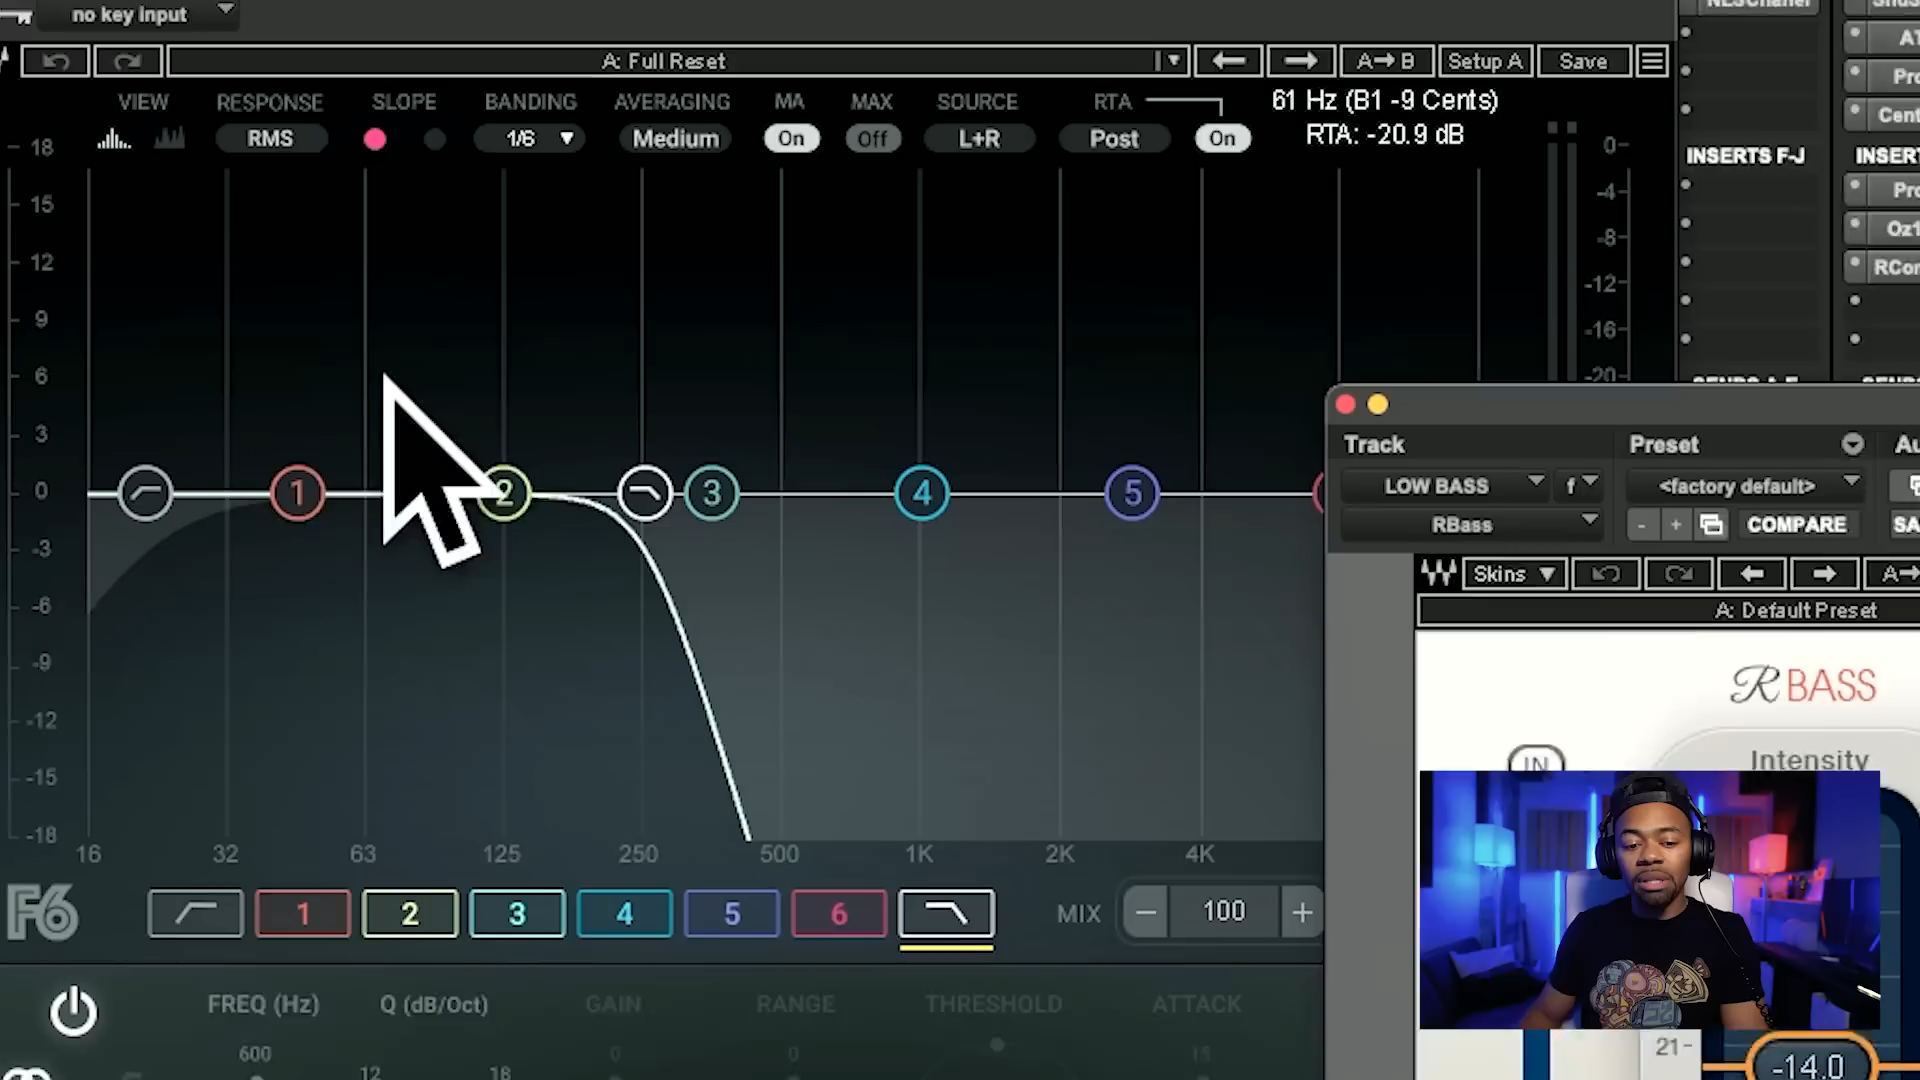 no key input
A: Full Reset
A→B
Setup A
Save
VIEW RESPONSE SLOPE BANDING AVERAGING MA MAX SOURCE RTA
RMS 1/6 Medium On Off L+R Post On
61 Hz (B1 -9 Cents)
RTA: -20.9 dB
18
15
12
9
6
3
0
-3
-6
-9
-12
-15
-18
16 32 63 125 250 500 1K 2K 4K
0
-4
-8
-12
-16
-20
1 2 3 4 5
F6
1 2 3 4 5 6
MIX − 100 +
FREQ (Hz) Q (dB/Oct) GAIN RANGE THRESHOLD ATTACK
600 12 18 0 0 15
INSERTS F-J
Track Preset
LOW BASS f <factory default>
RBass - + COMPARE
Skins
A: Default Preset
R BASS
Intensity
IN
21
-14.0